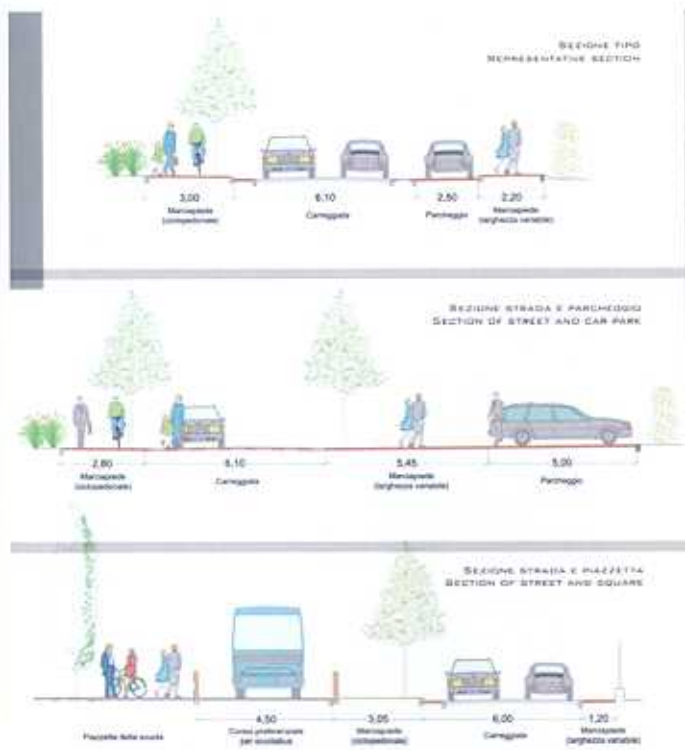 SEZIONE TIPO
REPRESENTATIVE SECTION
3,00
6,10
2,50
2,20
Marciapiede
(ciclopedonale)
Carreggiata
Parcheggio
Marciapiede
(larghezza variabile)
SEZIONE STRADA E PARCHEGGIO
SECTION OF STREET AND CAR PARK
2,80
6,10
5,45
5,00
Marciapiede
(ciclopedonale)
Carreggiata
Marciapiede
(larghezza variabile)
Parcheggio
SEZIONE STRADA E PIAZZETTA
SECTION OF STREET AND SQUARE
4,50
3,05
6,00
1,20
Piazzetta della scuola
Corsia preferenziale
per scuolabus
Marciapiede
(ciclopedonale)
Carreggiata
Marciapiede
(larghezza variabile)